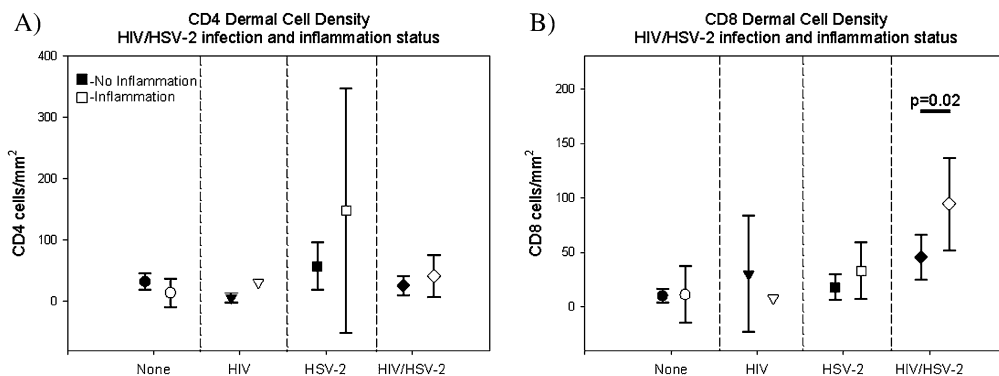 A)
CD4 Dermal Cell Density
HIV/HSV-2 infection and inflammation status
400
300
200
100
0
CD4 cells/mm²
-No Inflammation
-Inflammation
None
HIV
HSV-2
HIV/HSV-2
B)
CD8 Dermal Cell Density
HIV/HSV-2 infection and inflammation status
200
150
100
50
0
CD8 cells/mm²
p=0.02
None
HIV
HSV-2
HIV/HSV-2